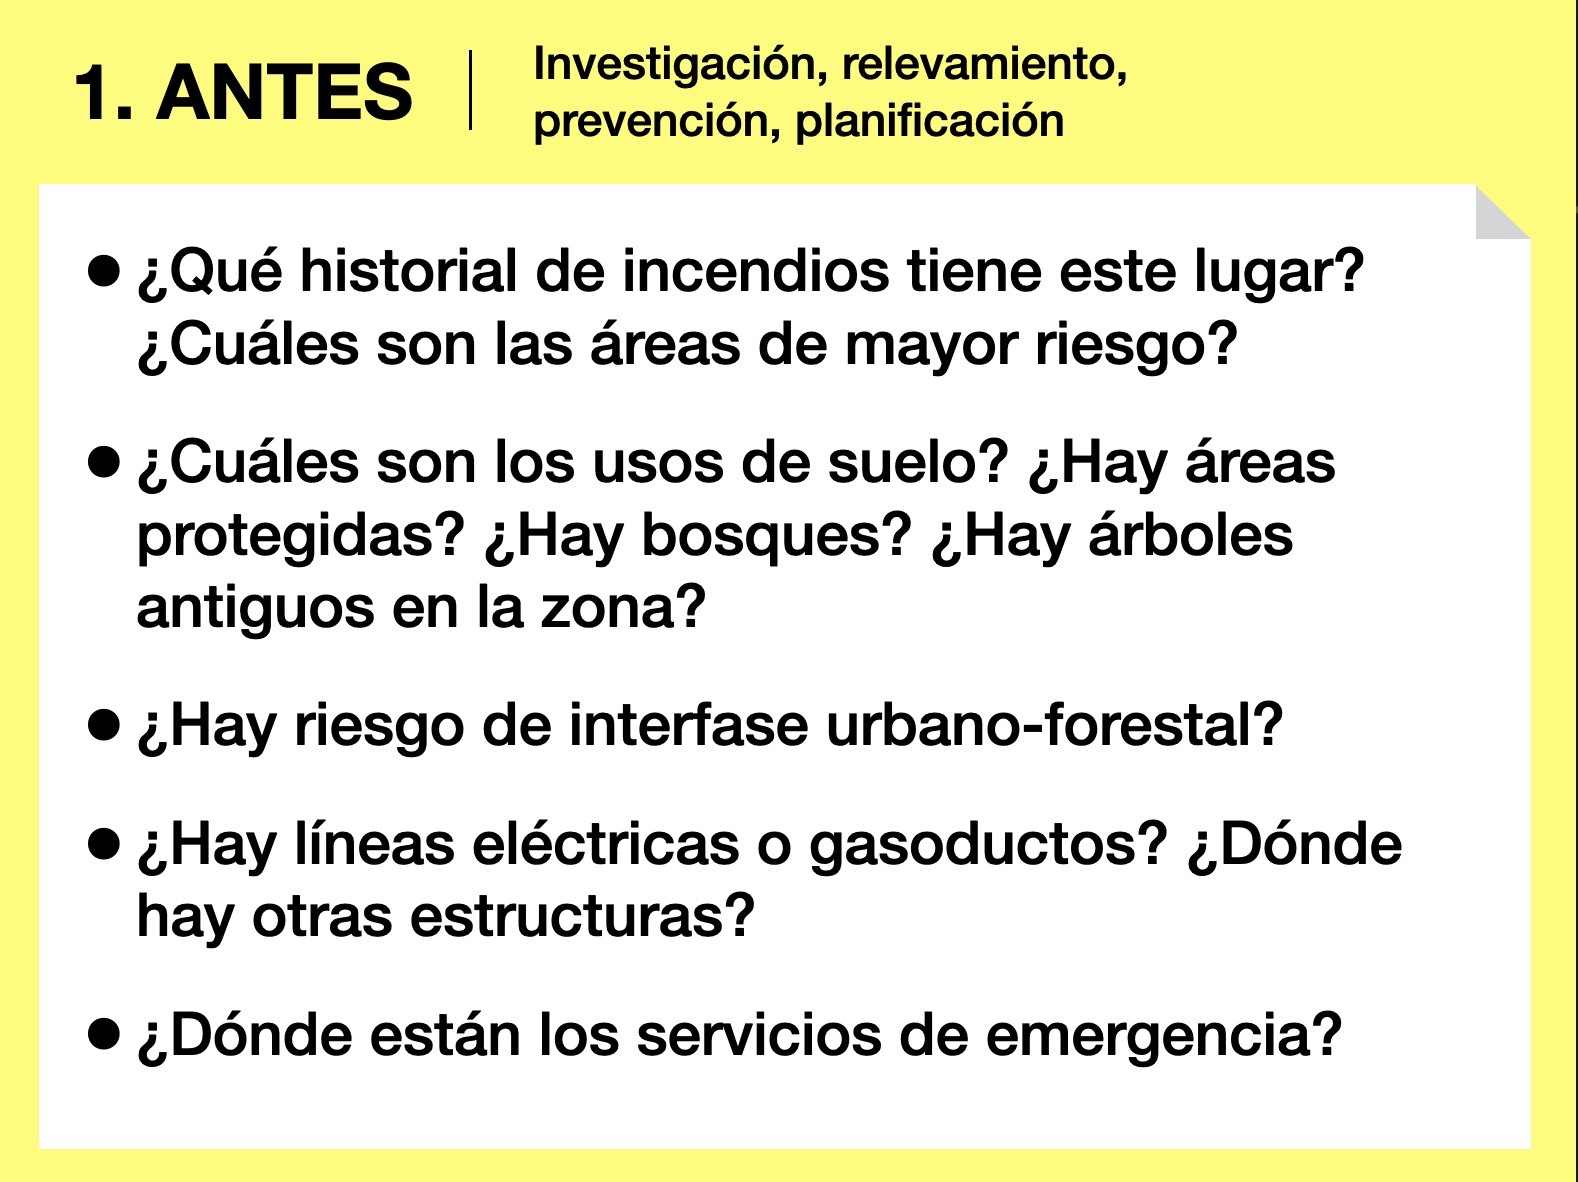 1. ANTES
Investigación, relevamiento,
prevención, planificación
● ¿Qué historial de incendios tiene este lugar?
¿Cuáles son las áreas de mayor riesgo?
● ¿Cuáles son los usos de suelo? ¿Hay áreas
protegidas? ¿Hay bosques? ¿Hay árboles
antiguos en la zona?
● ¿Hay riesgo de interfase urbano-forestal?
● ¿Hay líneas eléctricas o gasoductos? ¿Dónde
hay otras estructuras?
● ¿Dónde están los servicios de emergencia?